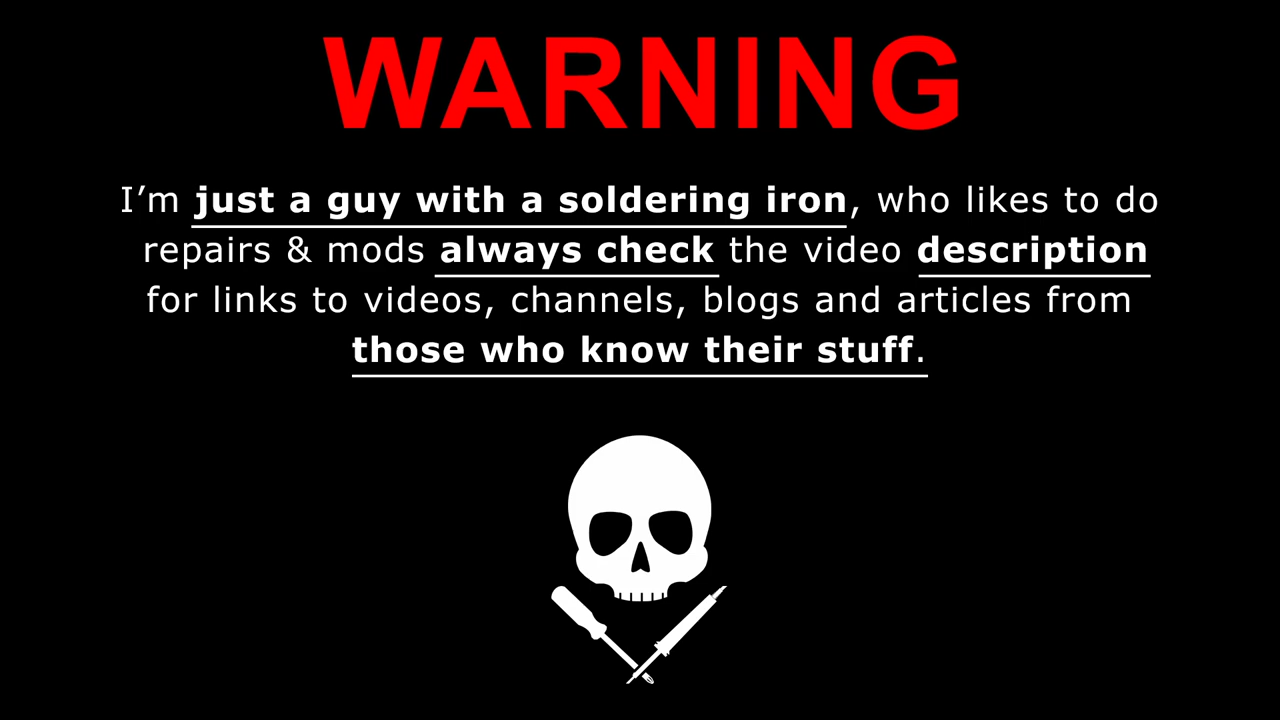 WARNING
I’m just a guy with a soldering iron, who likes to do
repairs & mods always check the video description
for links to videos, channels, blogs and articles from
those who know their stuff.